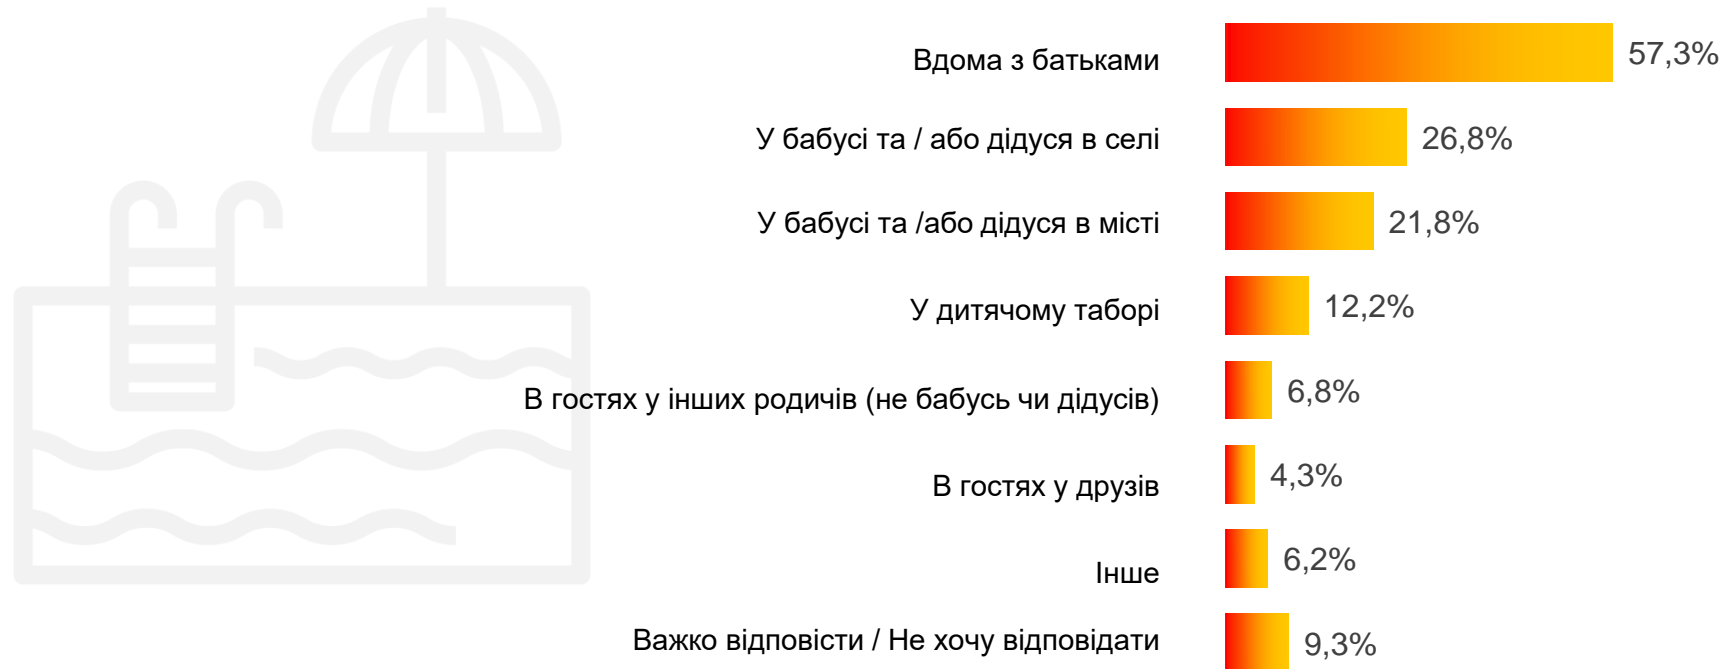 Вдома з батьками 57,3%
У бабусі та / або дідуся в селі 26,8%
У бабусі та /або дідуся в місті 21,8%
У дитячому таборі 12,2%
В гостях у інших родичів (не бабусь чи дідусів) 6,8%
В гостях у друзів 4,3%
Інше 6,2%
Важко відповісти / Не хочу відповідати 9,3%